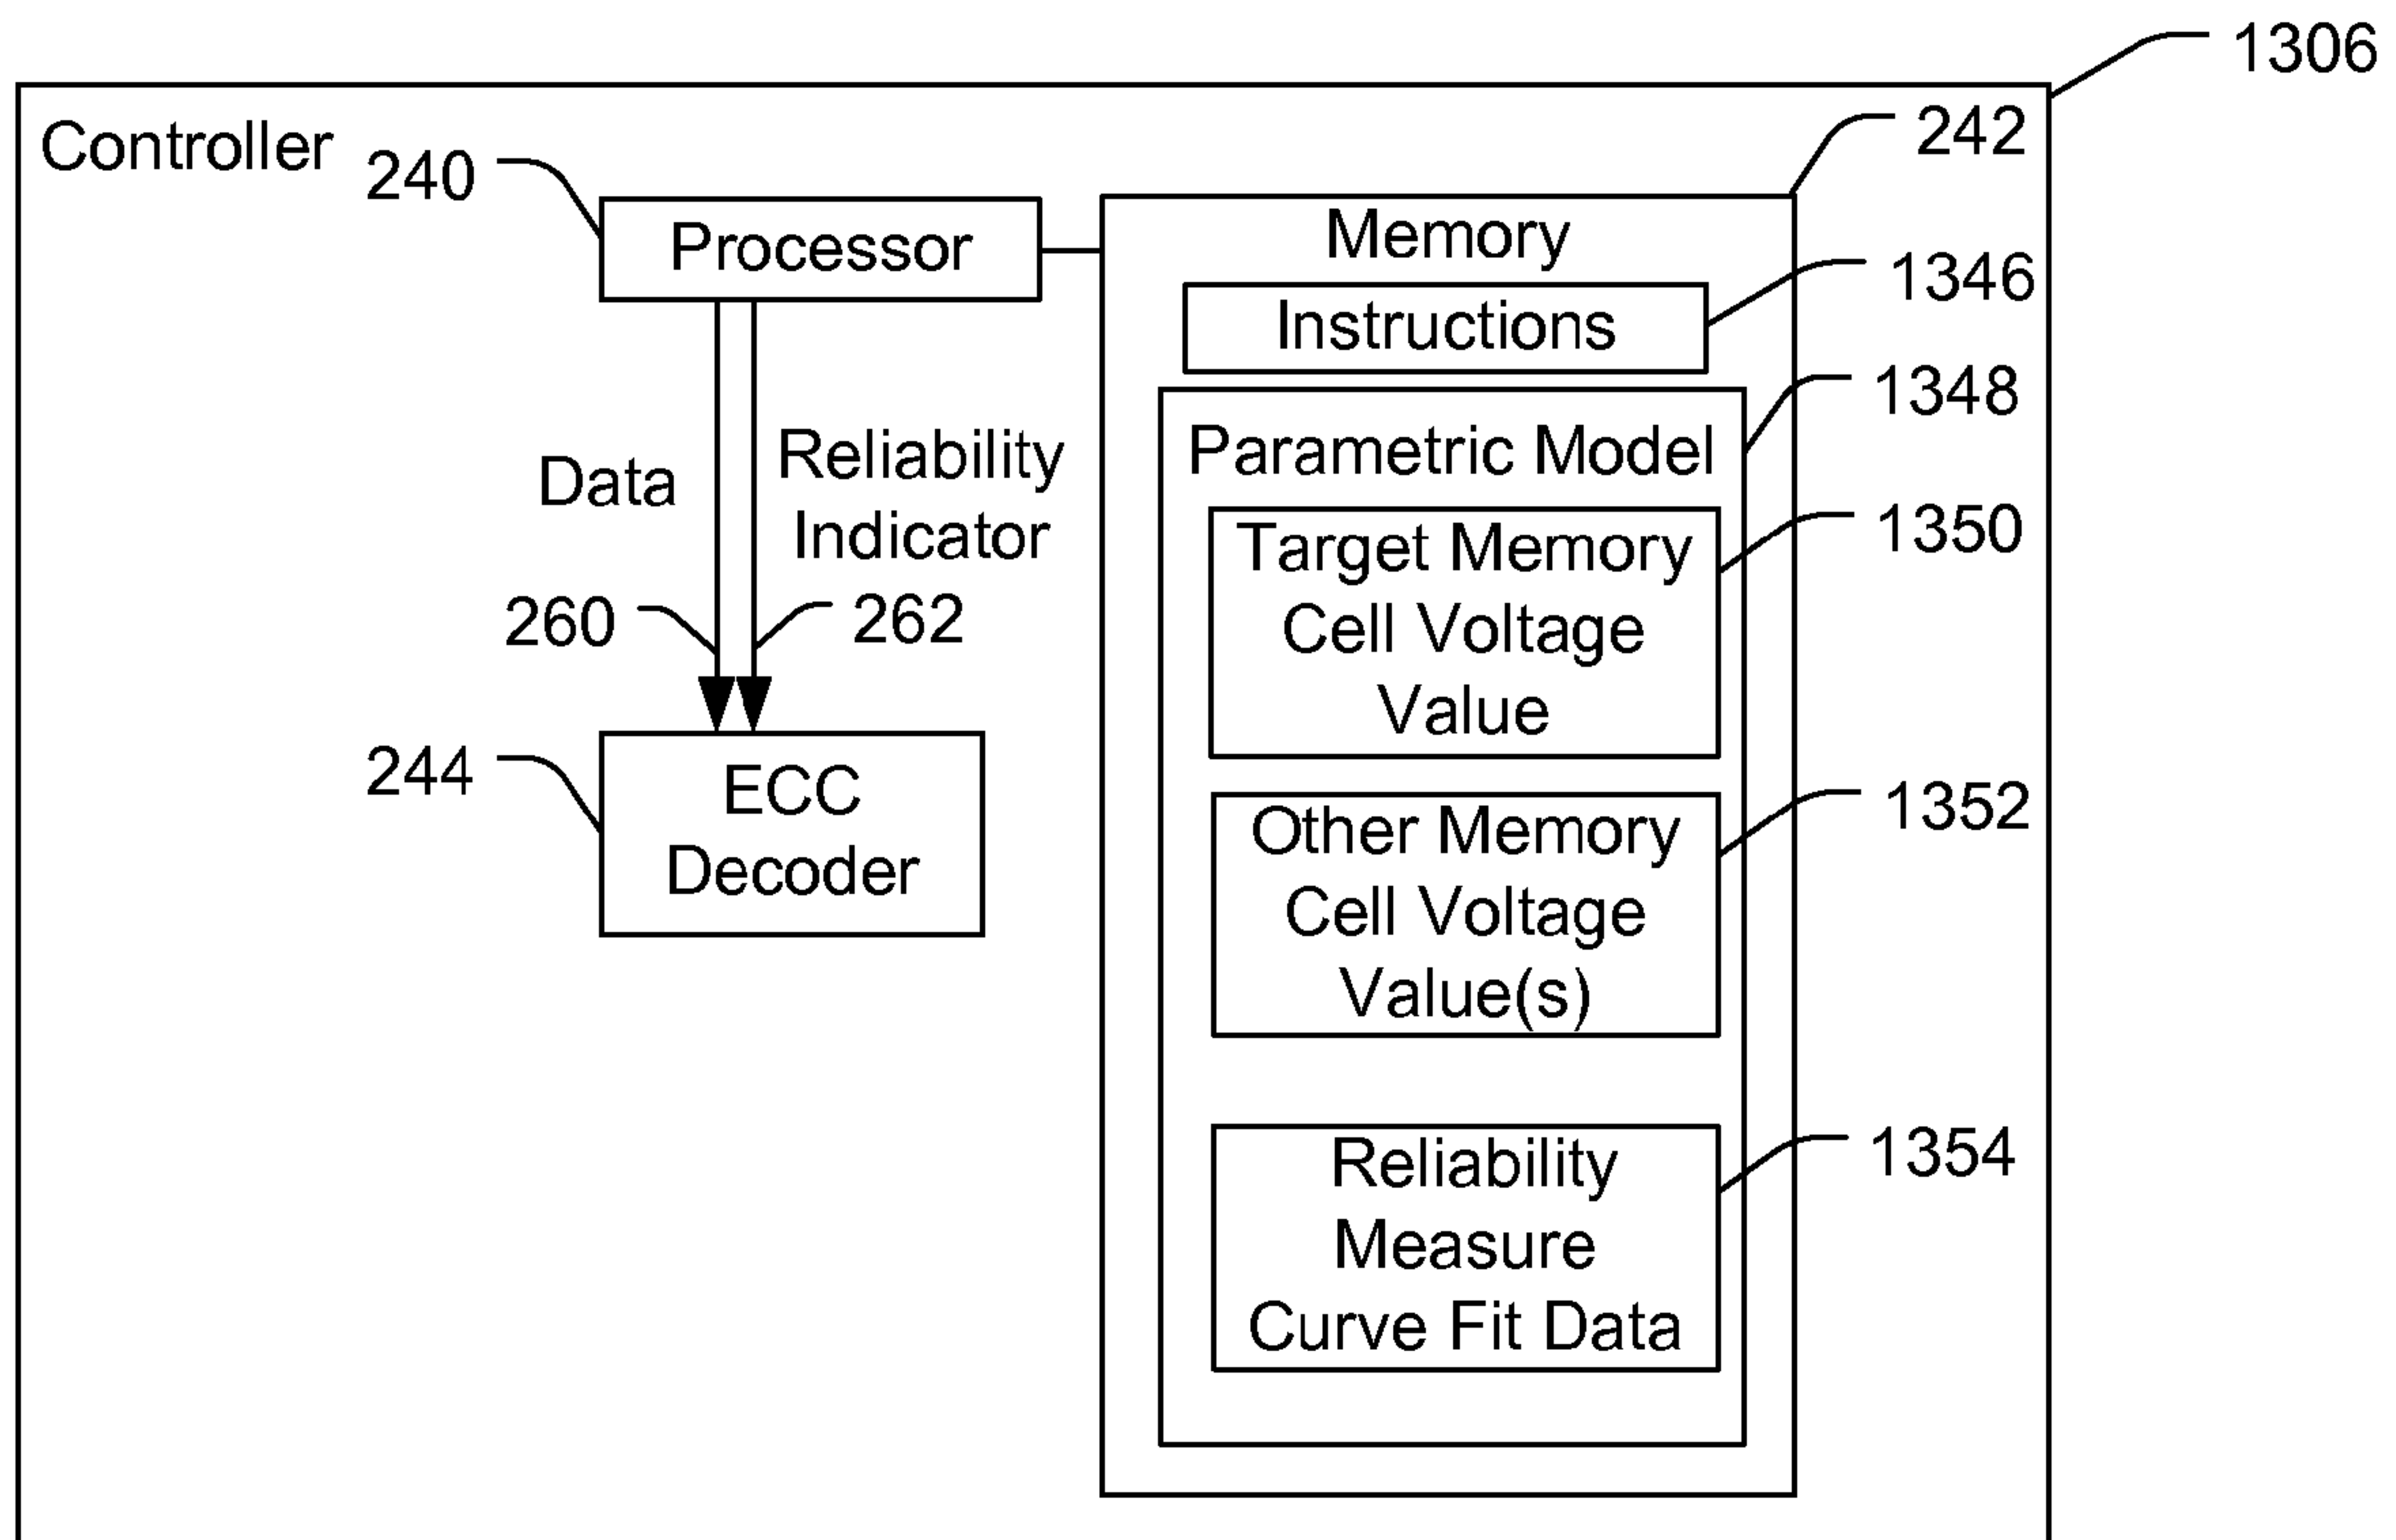 1306
Controller
242
240
Processor
Memory
1346
Instructions
1348
Parametric Model
Data
Reliability
Indicator
1350
Target Memory
Cell Voltage
Value
260
262
244
ECC
Decoder
1352
Other Memory
Cell Voltage
Value(s)
1354
Reliability
Measure
Curve Fit Data